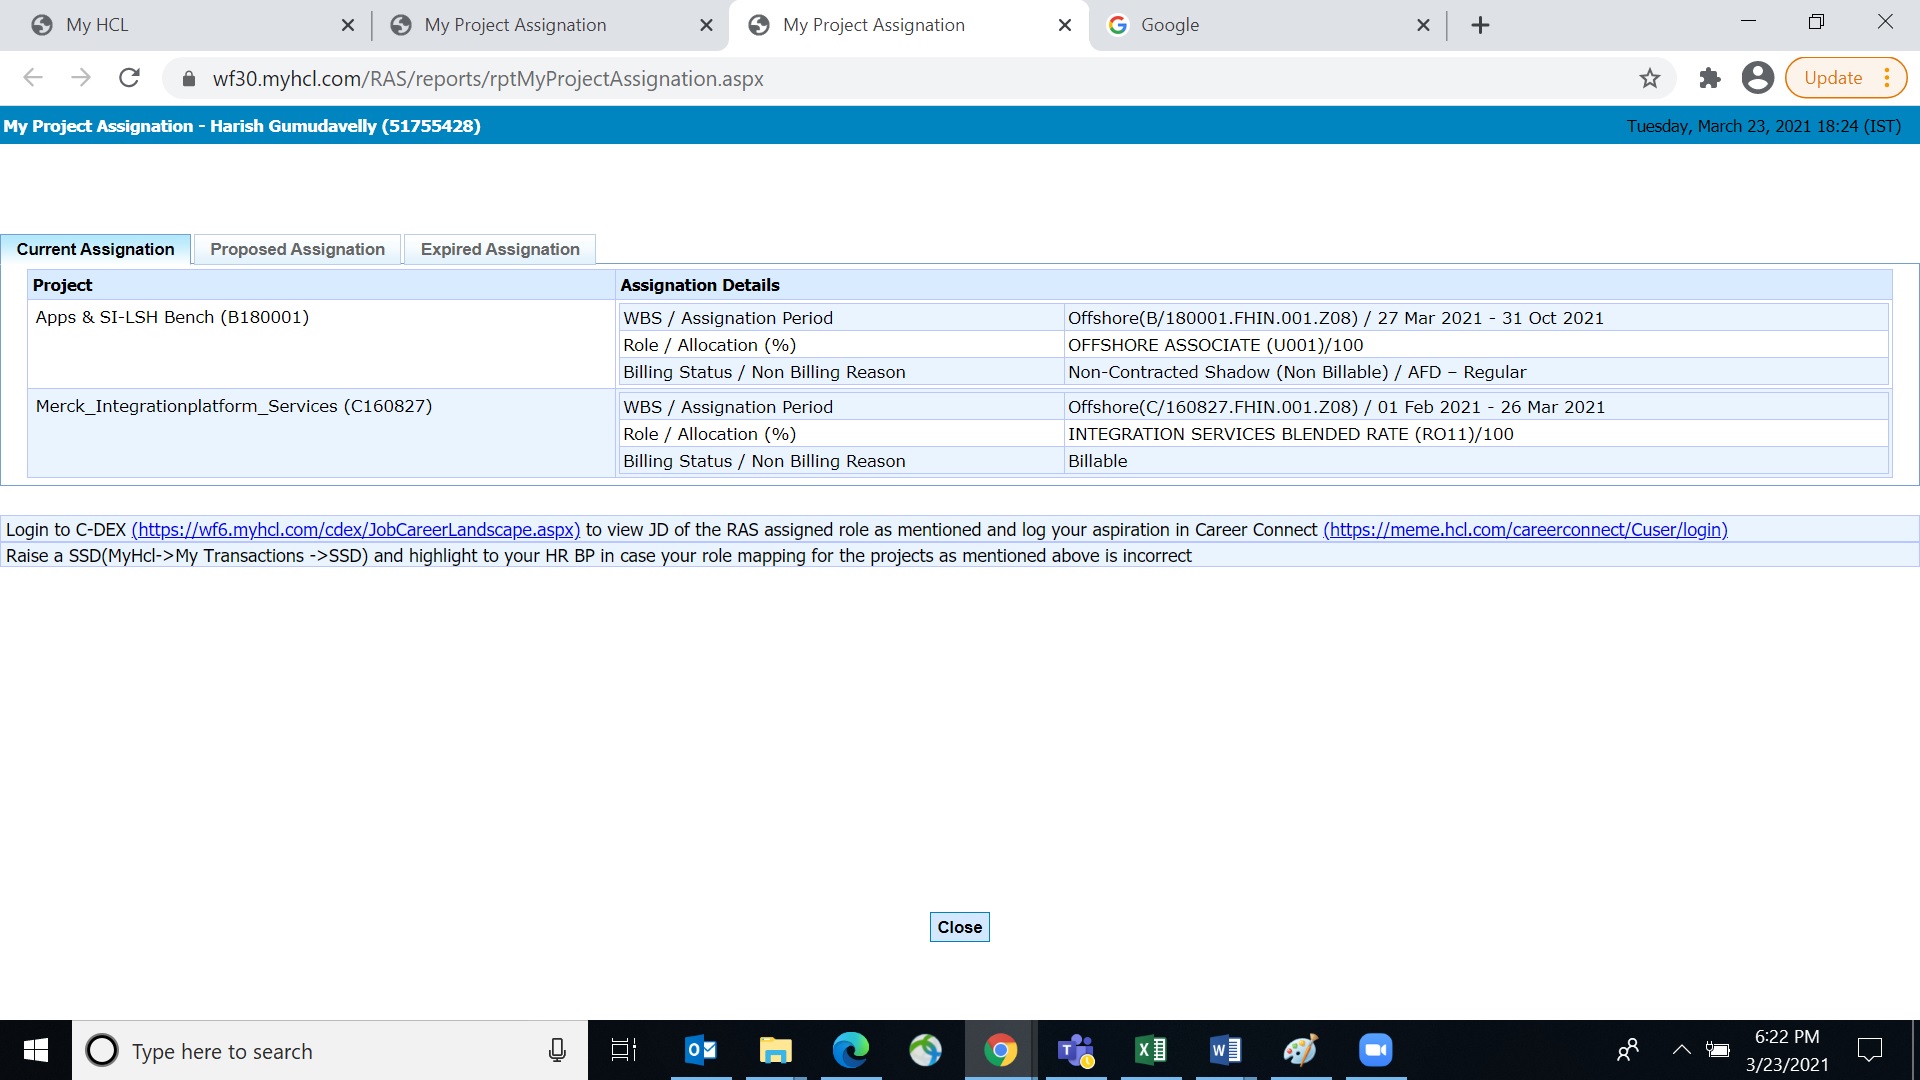 My HCL
My Project Assignation
My Project Assignation
Google
wf30.myhcl.com/RAS/reports/rptMyProjectAssignation.aspx
Update
My Project Assignation - Harish Gumudavelly (51755428)
Tuesday, March 23, 2021 18:24 (IST)
Current Assignation
Proposed Assignation
Expired Assignation
Project
Assignation Details
Apps & SI-LSH Bench (B180001)
WBS / Assignation Period
Offshore(B/180001.FHIN.001.Z08) / 27 Mar 2021 - 31 Oct 2021
Role / Allocation (%)
OFFSHORE ASSOCIATE (U001)/100
Billing Status / Non Billing Reason
Non-Contracted Shadow (Non Billable) / AFD – Regular
Merck_Integrationplatform_Services (C160827)
WBS / Assignation Period
Offshore(C/160827.FHIN.001.Z08) / 01 Feb 2021 - 26 Mar 2021
Role / Allocation (%)
INTEGRATION SERVICES BLENDED RATE (RO11)/100
Billing Status / Non Billing Reason
Billable
Login to C-DEX (https://wf6.myhcl.com/cdex/JobCareerLandscape.aspx) to view JD of the RAS assigned role as mentioned and log your aspiration in Career Connect (https://meme.hcl.com/careerconnect/Cuser/login)
Raise a SSD(MyHcl->My Transactions ->SSD) and highlight to your HR BP in case your role mapping for the projects as mentioned above is incorrect
Close
Type here to search
6:22 PM
3/23/2021